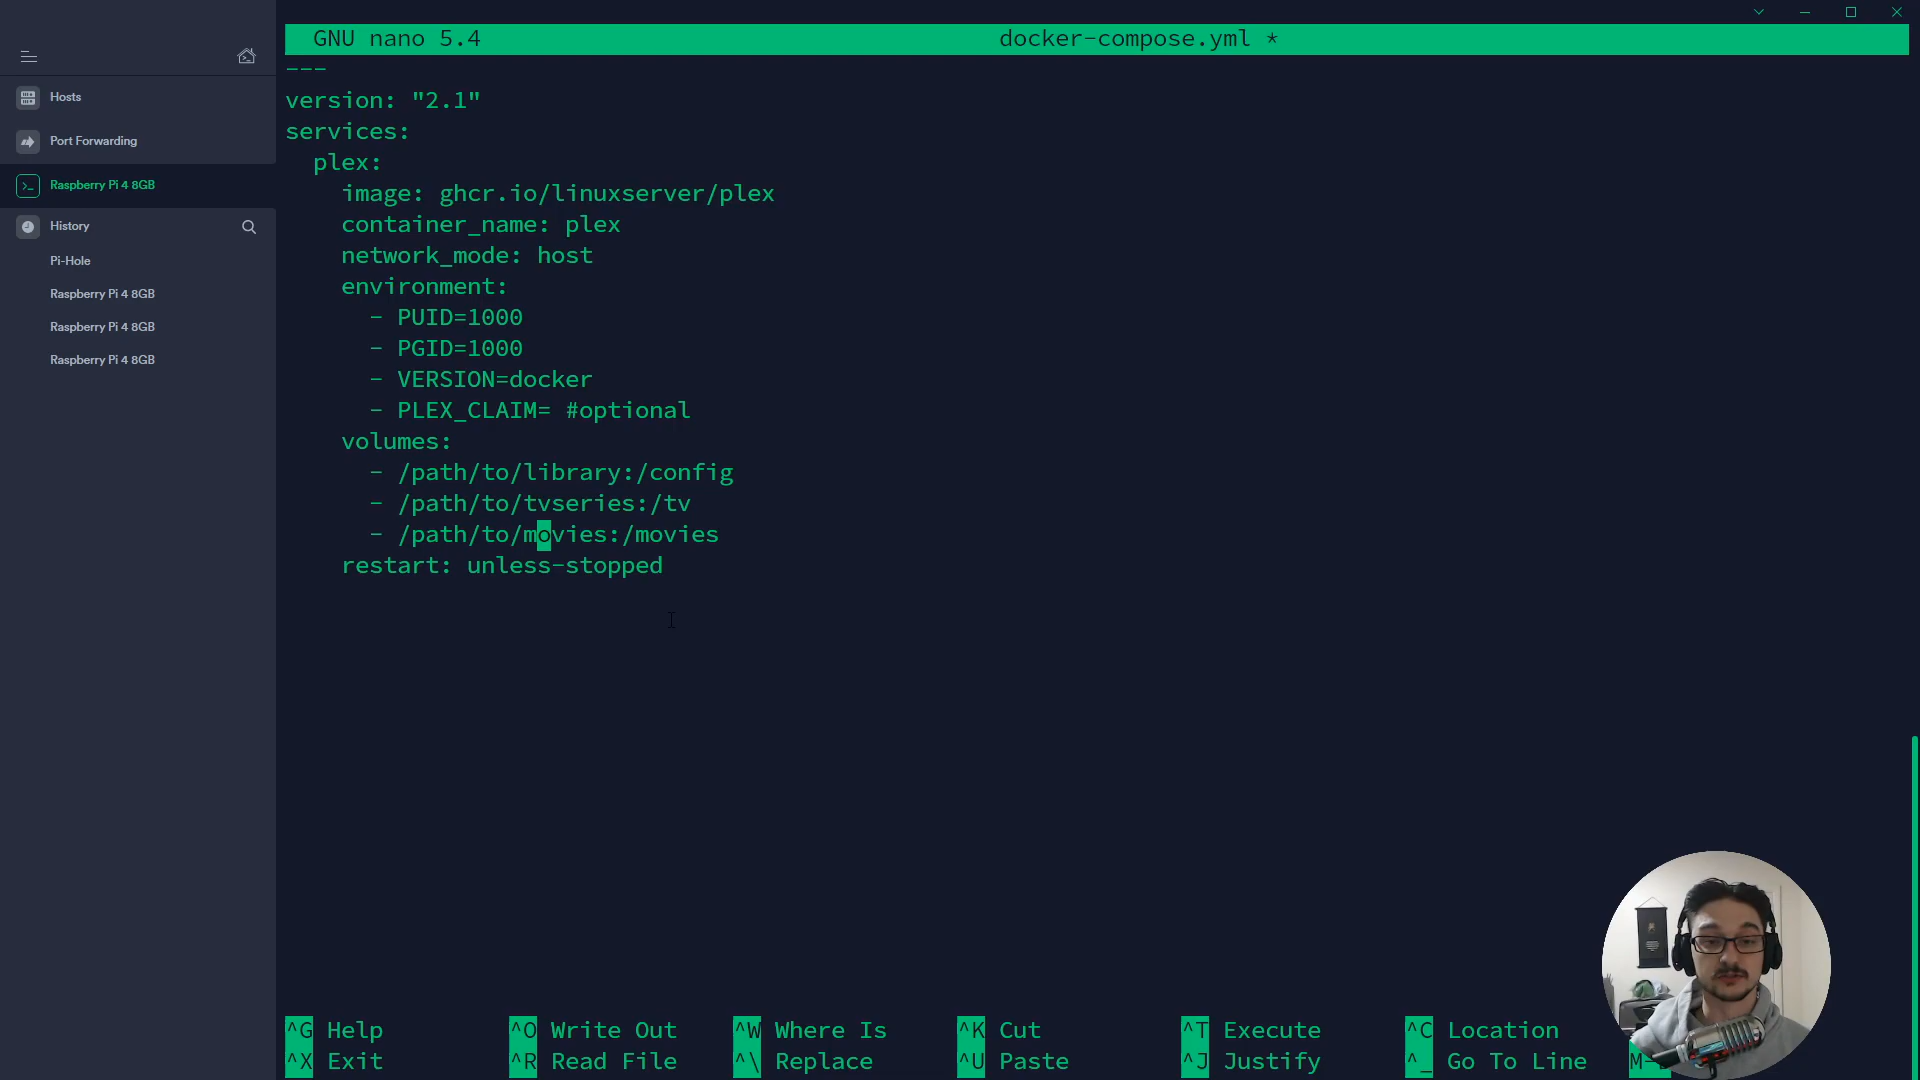 Hosts
Port Forwarding
Raspberry Pi 4 8GB
History
Pi-Hole
Raspberry Pi 4 8GB
Raspberry Pi 4 8GB
Raspberry Pi 4 8GB
GNU nano 5.4 docker-compose.yml *
---
version: "2.1"
services:
  plex:
    image: ghcr.io/linuxserver/plex
    container_name: plex
    network_mode: host
    environment:
      - PUID=1000
      - PGID=1000
      - VERSION=docker
      - PLEX_CLAIM= #optional
    volumes:
      - /path/to/library:/config
      - /path/to/tvseries:/tv
      - /path/to/movies:/movies
    restart: unless-stopped
^G Help ^O Write Out ^W Where Is ^K Cut ^T Execute ^C Location
^X Exit ^R Read File ^\ Replace ^U Paste ^J Justify ^_ Go To Line